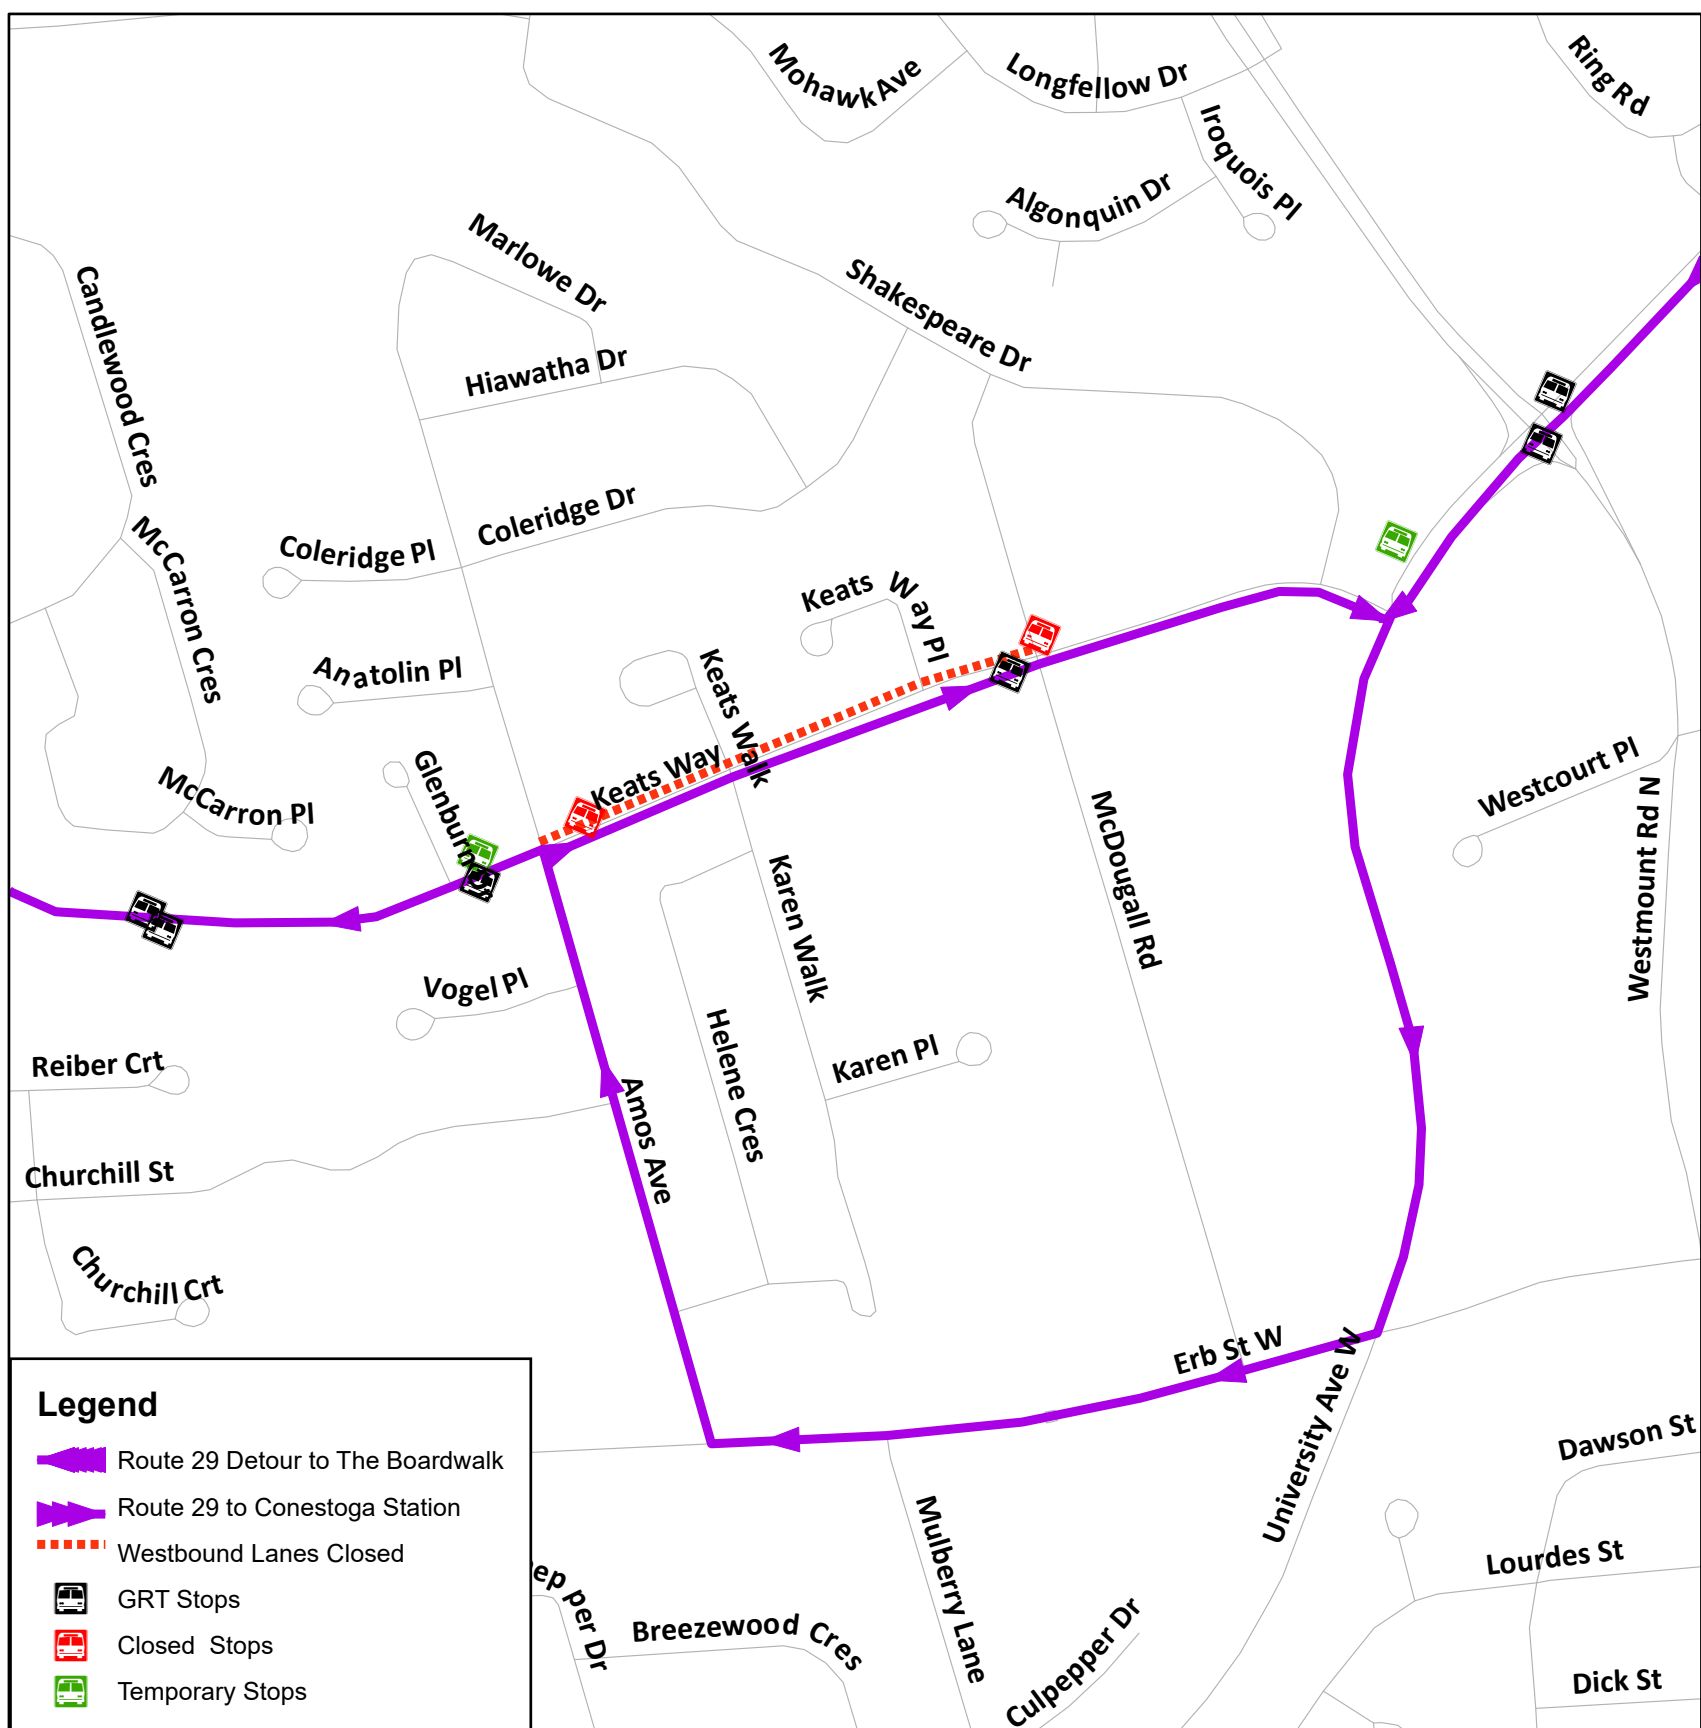 Mohawk Ave
Longfellow Dr
Ring Rd
Iroquois Pl
Algonquin Dr
Marlowe Dr
Shakespeare Dr
Candlewood Cres
Hiawatha Dr
Coleridge Dr
McCarron Cres
Coleridge Pl
Keats Way Pl
Anatolin Pl
Keats Walk
Keats Way
Glenburn
McCarron Pl
Westcourt Pl
McDougall Rd
Westmount Rd N
Karen Walk
Vogel Pl
Helene Cres
Karen Pl
Reiber Crt
Amos Ave
Churchill St
Churchill Crt
Erb St W
University Ave W
Dawson St
Mulberry Lane
Lourdes St
ep per Dr
Breezewood Cres
Culpepper Dr
Dick St
Legend
Route 29 Detour to The Boardwalk
Route 29 to Conestoga Station
Westbound Lanes Closed
GRT Stops
Closed Stops
Temporary Stops